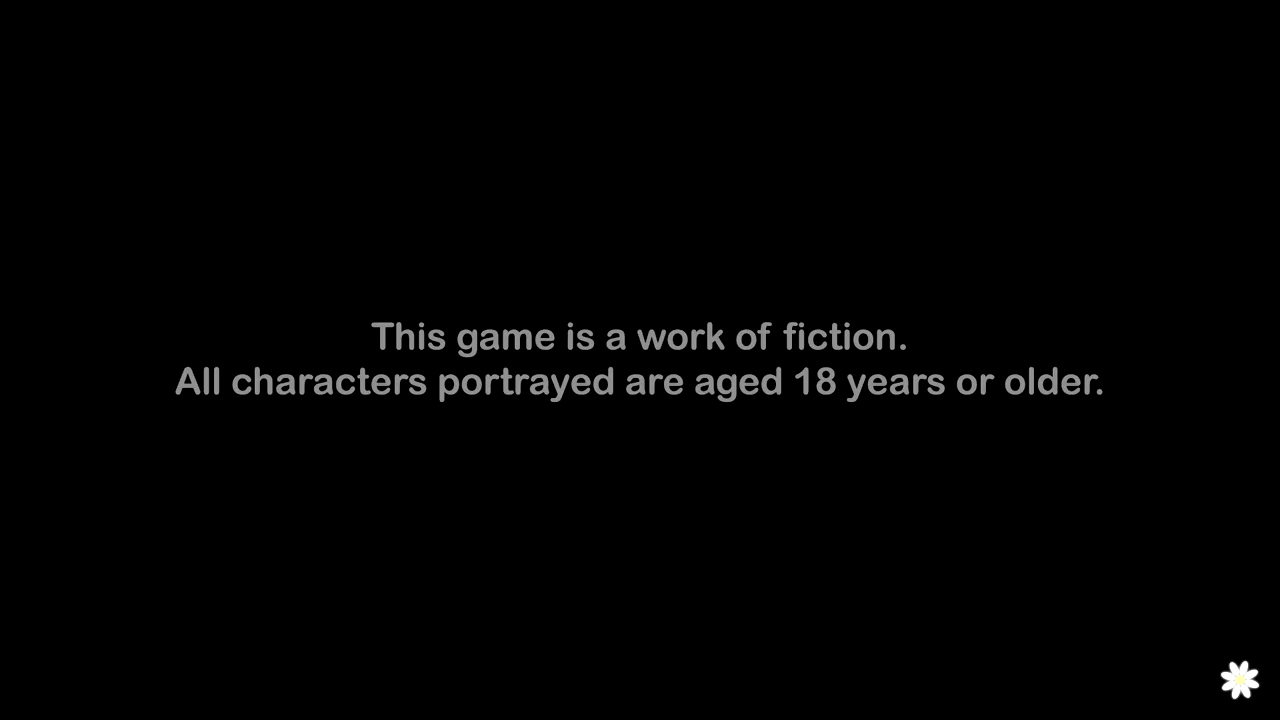 This game is a work of fiction.
All characters portrayed are aged 18 years or older.